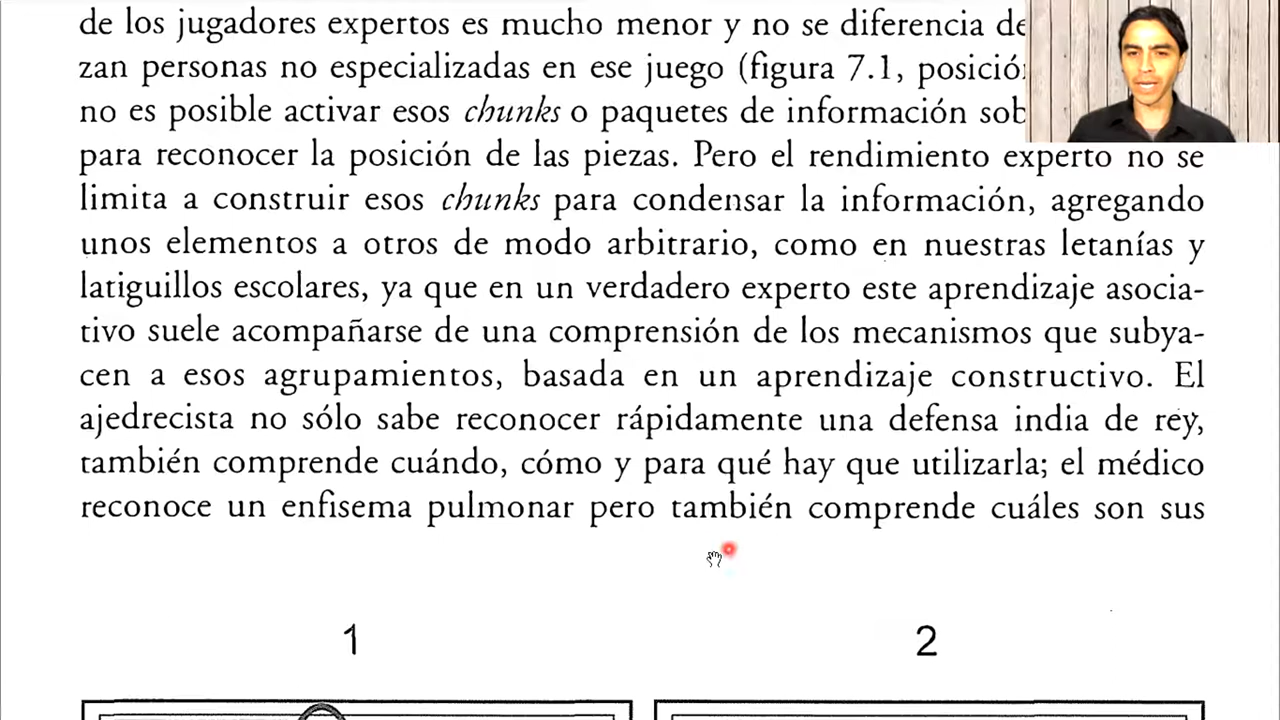 de los jugadores expertos es mucho menor y no se diferencia de
zan personas no especializadas en ese juego (figura 7.1, posición
no es posible activar esos chunks o paquetes de información sob
para reconocer la posición de las piezas. Pero el rendimiento experto no se
limita a construir esos chunks para condensar la información, agregando
unos elementos a otros de modo arbitrario, como en nuestras letanías y
latiguillos escolares, ya que en un verdadero experto este aprendizaje asocia-
tivo suele acompañarse de una comprensión de los mecanismos que subya-
cen a esos agrupamientos, basada en un aprendizaje constructivo. El
ajedrecista no sólo sabe reconocer rápidamente una defensa india de rey,
también comprende cuándo, cómo y para qué hay que utilizarla; el médico
reconoce un enfisema pulmonar pero también comprende cuáles son sus
1
2